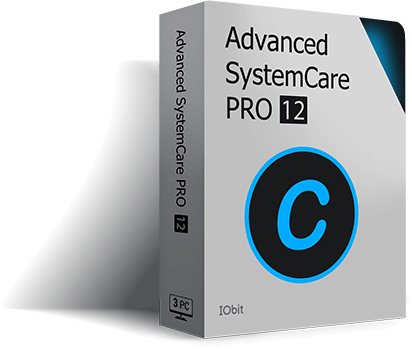 Advanced
SystemCare
PRO 12
C
IObit
Advanced SystemCare PRO 12
3 PC